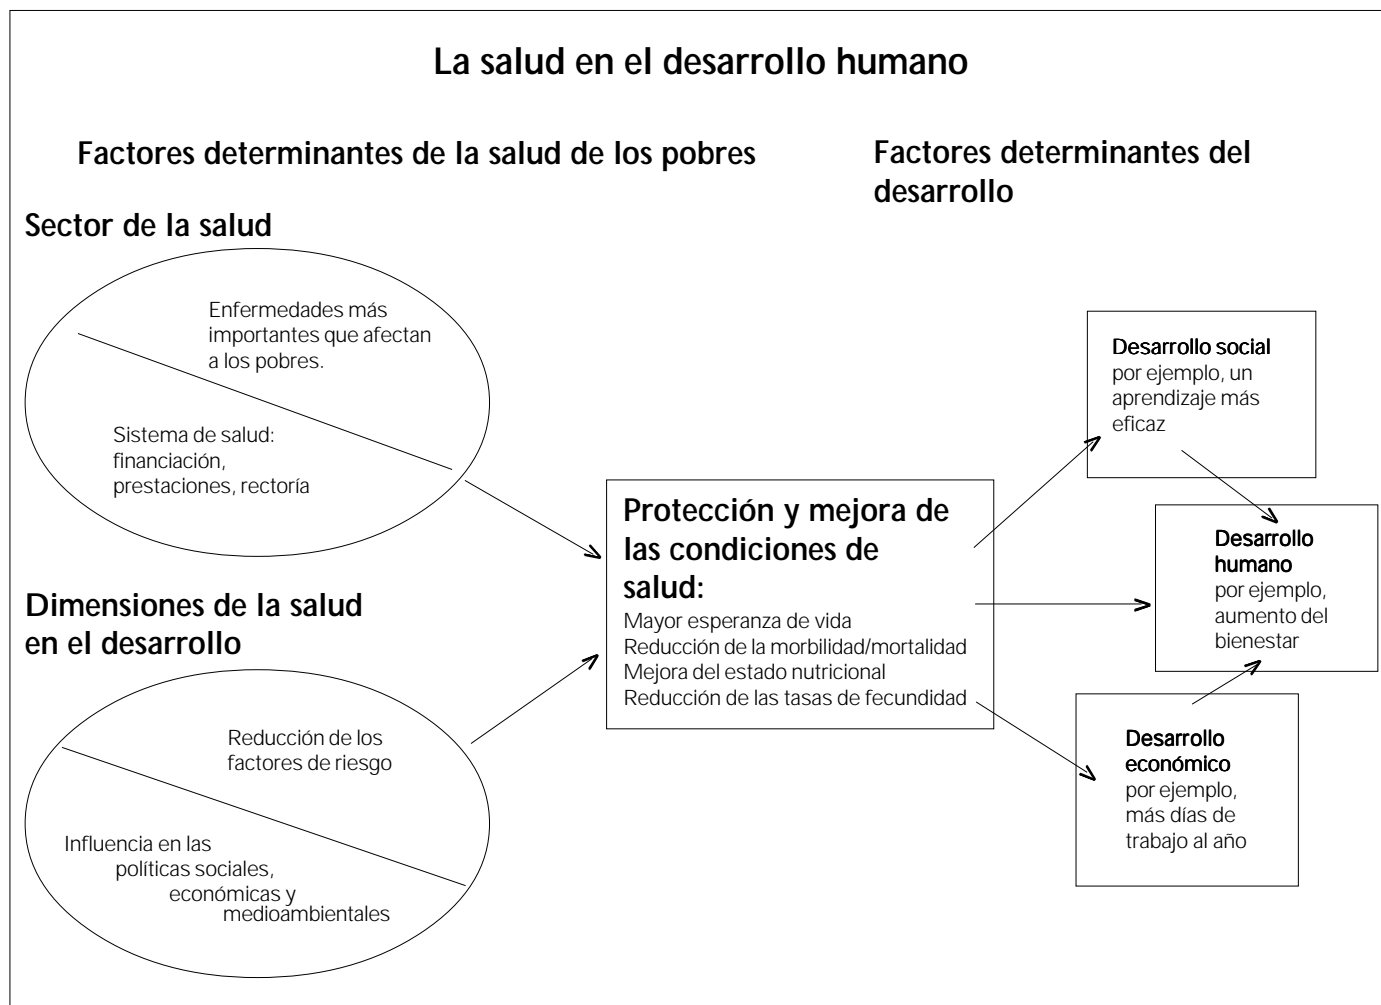 La salud en el desarrollo humano
Factores determinantes de la salud de los pobres
Factores determinantes del
desarrollo
Sector de la salud
Enfermedades más
importantes que afectan
a los pobres.
Sistema de salud:
financiación,
prestaciones, rectoría
Dimensiones de la salud
en el desarrollo
Reducción de los
factores de riesgo
Influencia en las
políticas sociales,
económicas y
medioambientales
Protección y mejora de
las condiciones de
salud:
Mayor esperanza de vida
Reducción de la morbilidad/mortalidad
Mejora del estado nutricional
Reducción de las tasas de fecundidad
Desarrollo social
por ejemplo, un
aprendizaje más
eficaz
Desarrollo
humano
por ejemplo,
aumento del
bienestar
Desarrollo
económico
por ejemplo,
más días de
trabajo al año